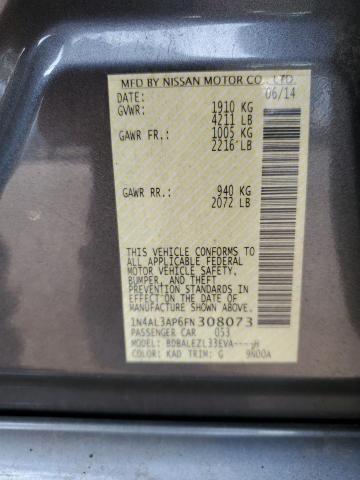 MFD BY NISSAN MOTOR CO., LTD.
DATE: 06/14
GVWR: 1910 KG
4211 LB
GAWR FR.: 1005 KG
2216 LB
GAWR RR.: 940 KG
2072 LB
THIS VEHICLE CONFORMS TO
ALL APPLICABLE FEDERAL
MOTOR VEHICLE SAFETY,
BUMPER, AND THEFT
PREVENTION STANDARDS IN
EFFECT ON THE DATE OF
MANUFACTURE SHOWN ABOVE.
1N4AL3AP6FN308073
PASSENGER CAR 053
MODEL: BDBALEZL33EVA----H
COLOR: KAD TRIM: G 9N00A